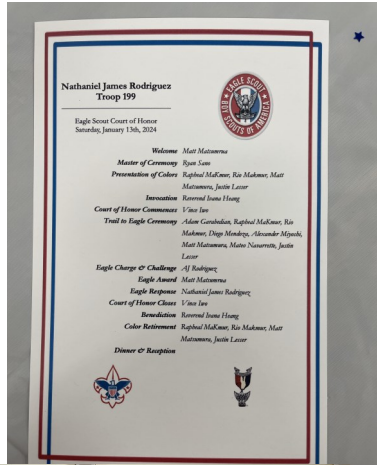 Nathaniel James Rodriguez
Troop 199
EAGLE SCOUT
BOY SCOUTS OF AMERICA
Eagle Scout Court of Honor
Saturday, January 13th, 2024
Welcome Matt Matsumura
Master of Ceremony Ryan Sano
Presentation of Colors Raphael MaKmur, Rio Makmur, Matt
Matsumura, Justin Lesser
Invocation Reverend Ivana Hoang
Court of Honor Commences Vince Iwo
Trail to Eagle Ceremony Adam Garabedian, Raphael MaKmur, Rio
Makmur, Diego Mendoza, Alexander Miyachi,
Matt Matsumura, Mateo Navarrette, Justin
Lesser
Eagle Charge & Challenge AJ Rodriguez
Eagle Award Matt Matsumura
Eagle Response Nathaniel James Rodriguez
Court of Honor Closes Vince Iwo
Benediction Reverend Ivana Hoang
Color Retirement Raphael MaKmur, Rio Makmur, Matt
Matsumura, Justin Lesser
Dinner & Reception